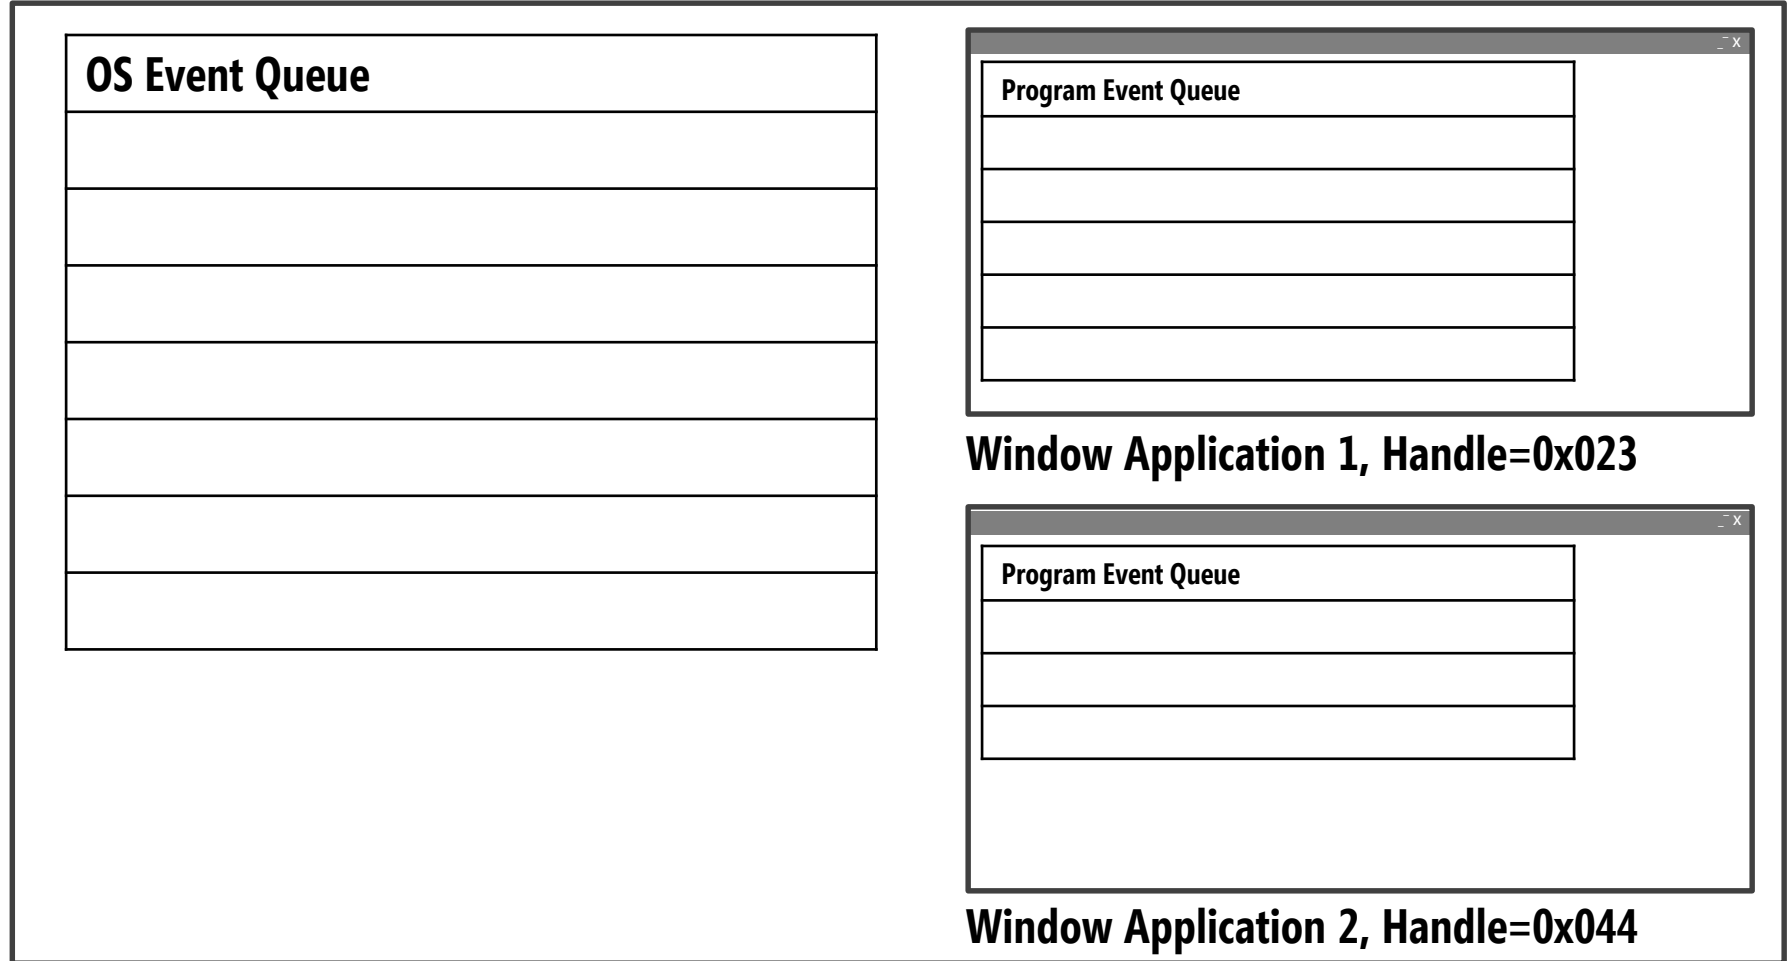 OS Event Queue
_ ‾ X
Program Event Queue
Window Application 1, Handle=0x023
_ ‾ X
Program Event Queue
Window Application 2, Handle=0x044